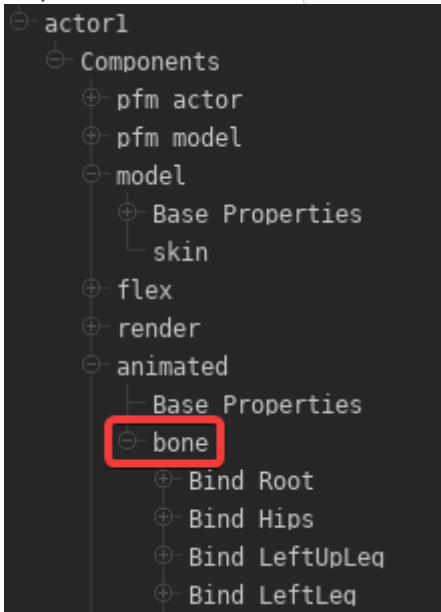 actor1
Components
pfm actor
pfm model
model
Base Properties
skin
flex
render
animated
Base Properties
bone
Bind Root
Bind Hips
Bind LeftUpLeg
Bind LeftLeg